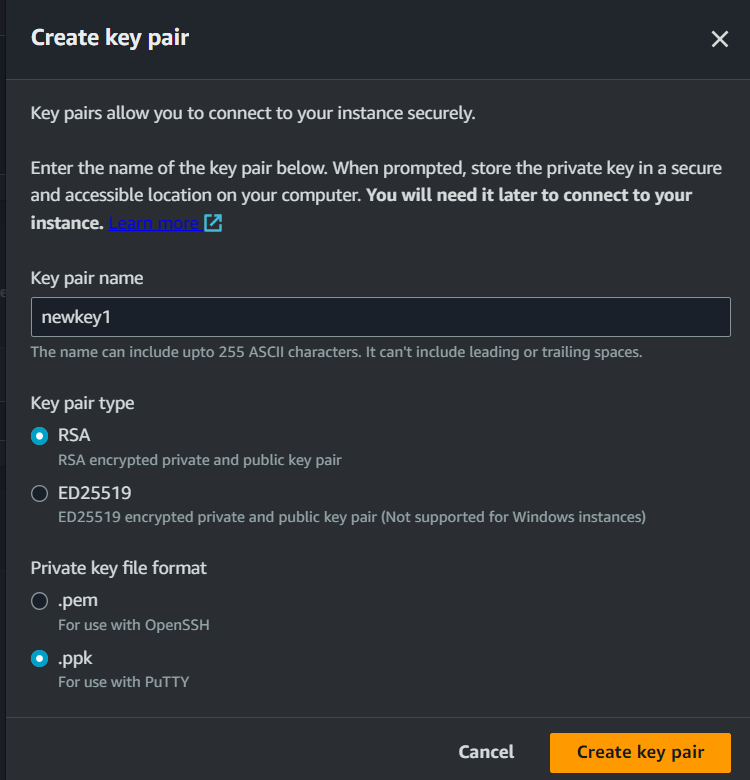 Create key pair
Key pairs allow you to connect to your instance securely.
Enter the name of the key pair below. When prompted, store the private key in a secure
and accessible location on your computer. You will need it later to connect to your
instance. Learn more
Key pair name
newkey1
The name can include upto 255 ASCII characters. It can't include leading or trailing spaces.
Key pair type
RSA
RSA encrypted private and public key pair
ED25519
ED25519 encrypted private and public key pair (Not supported for Windows instances)
Private key file format
.pem
For use with OpenSSH
.ppk
For use with PuTTY
Cancel
Create key pair